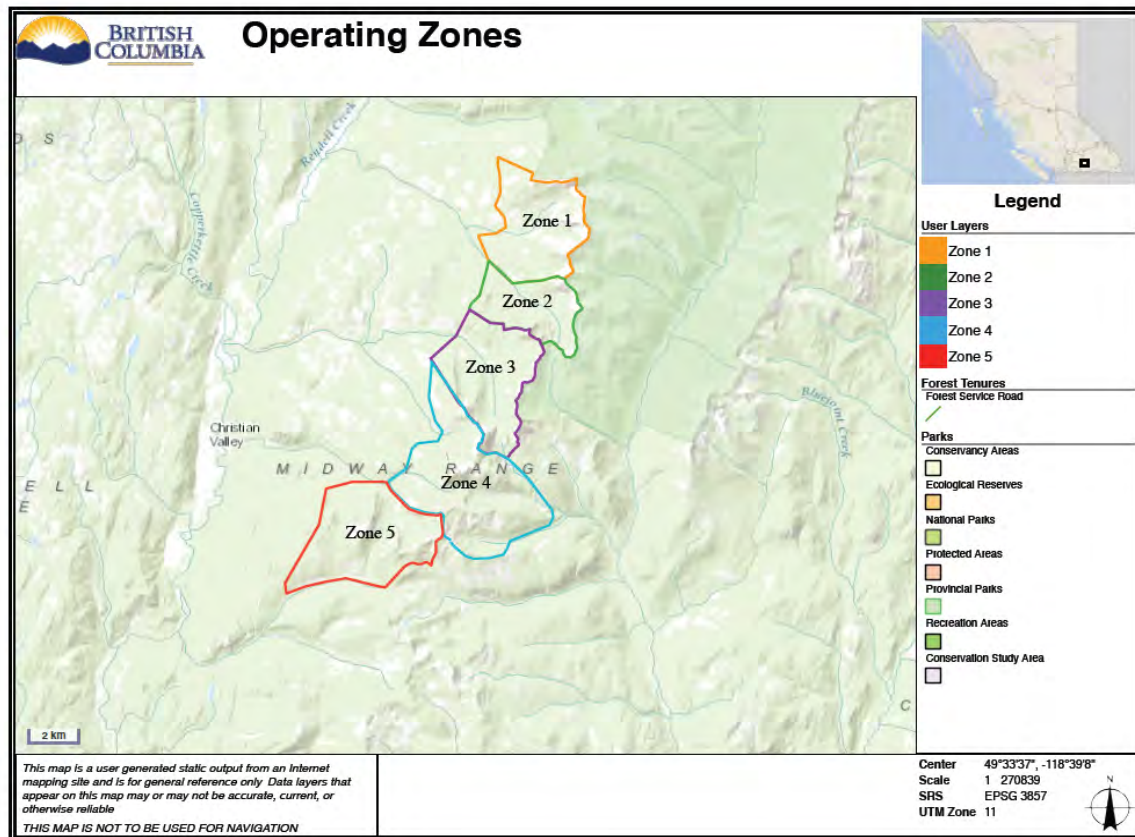 BRITISH
COLUMBIA
Operating Zones
Rendell Creek
Copperkettle Creek
D S
Zone 1
Zone 2
Zone 3
Christian
Valley
Bluejoint Creek
MIDWAY RANGE
E L L
E
Zone 4
Zone 5
C
2 km
Legend
User Layers
Zone 1
Zone 2
Zone 3
Zone 4
Zone 5
Forest Tenures
Forest Service Road
Parks
Conservancy Areas
Ecological Reserves
National Parks
Protected Areas
Provincial Parks
Recreation Areas
Conservation Study Area
This map is a user generated static output from an Internet
mapping site and is for general reference only Data layers that
appear on this map may or may not be accurate, current, or
otherwise reliable
THIS MAP IS NOT TO BE USED FOR NAVIGATION
Center 49°33'37", -118°39'8"
Scale 1 270839
SRS EPSG 3857
UTM Zone 11
N